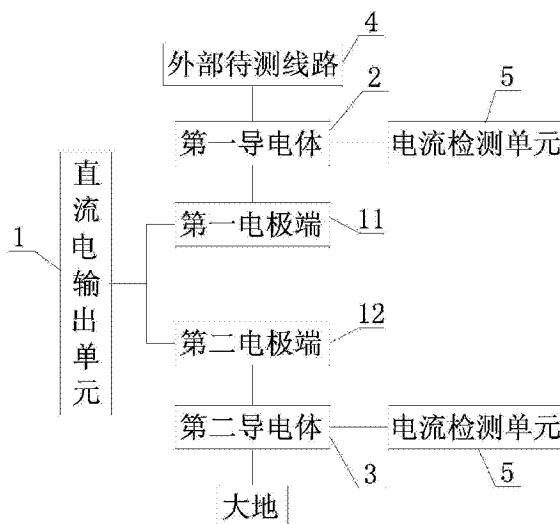 4
外部待测线路
2
5
第一导电体
电流检测单元
直流电输出单元
1
第一电极端
11
12
第二电极端
第二导电体
电流检测单元
3
5
大地